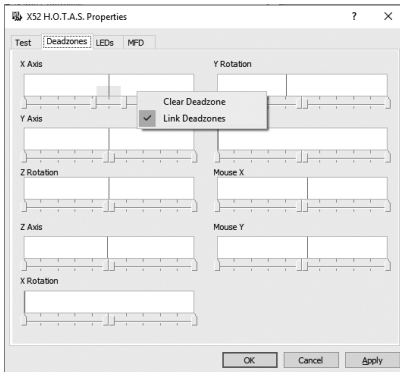 X52 H.O.T.A.S. Properties
Test Deadzones LEDs MFD
X Axis Y Rotation
Clear Deadzone
Link Deadzones
Y Axis
Z Rotation Mouse X
Z Axis Mouse Y
X Rotation
OK Cancel Apply